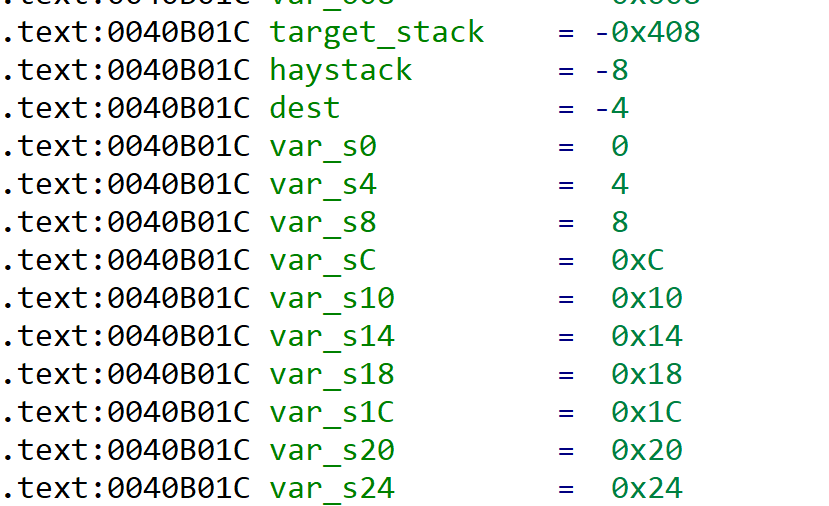 .text:0040B01C target_stack = -0x408
.text:0040B01C haystack = -8
.text:0040B01C dest = -4
.text:0040B01C var_s0 = 0
.text:0040B01C var_s4 = 4
.text:0040B01C var_s8 = 8
.text:0040B01C var_sC = 0xC
.text:0040B01C var_s10 = 0x10
.text:0040B01C var_s14 = 0x14
.text:0040B01C var_s18 = 0x18
.text:0040B01C var_s1C = 0x1C
.text:0040B01C var_s20 = 0x20
.text:0040B01C var_s24 = 0x24